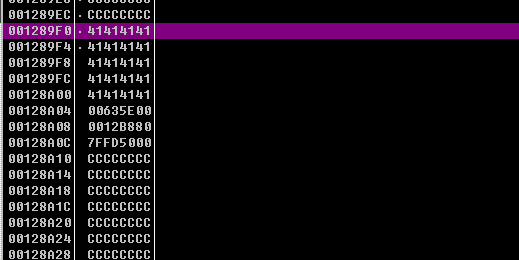 001289EC · CCCCCCCC
001289F0 · 41414141
001289F4 · 41414141
001289F8 41414141
001289FC 41414141
00128A00 41414141
00128A04 00635E00
00128A08 0012B880
00128A0C 7FFD5000
00128A10 CCCCCCCC
00128A14 CCCCCCCC
00128A18 CCCCCCCC
00128A1C CCCCCCCC
00128A20 CCCCCCCC
00128A24 CCCCCCCC
00128A28 CCCCCCCC